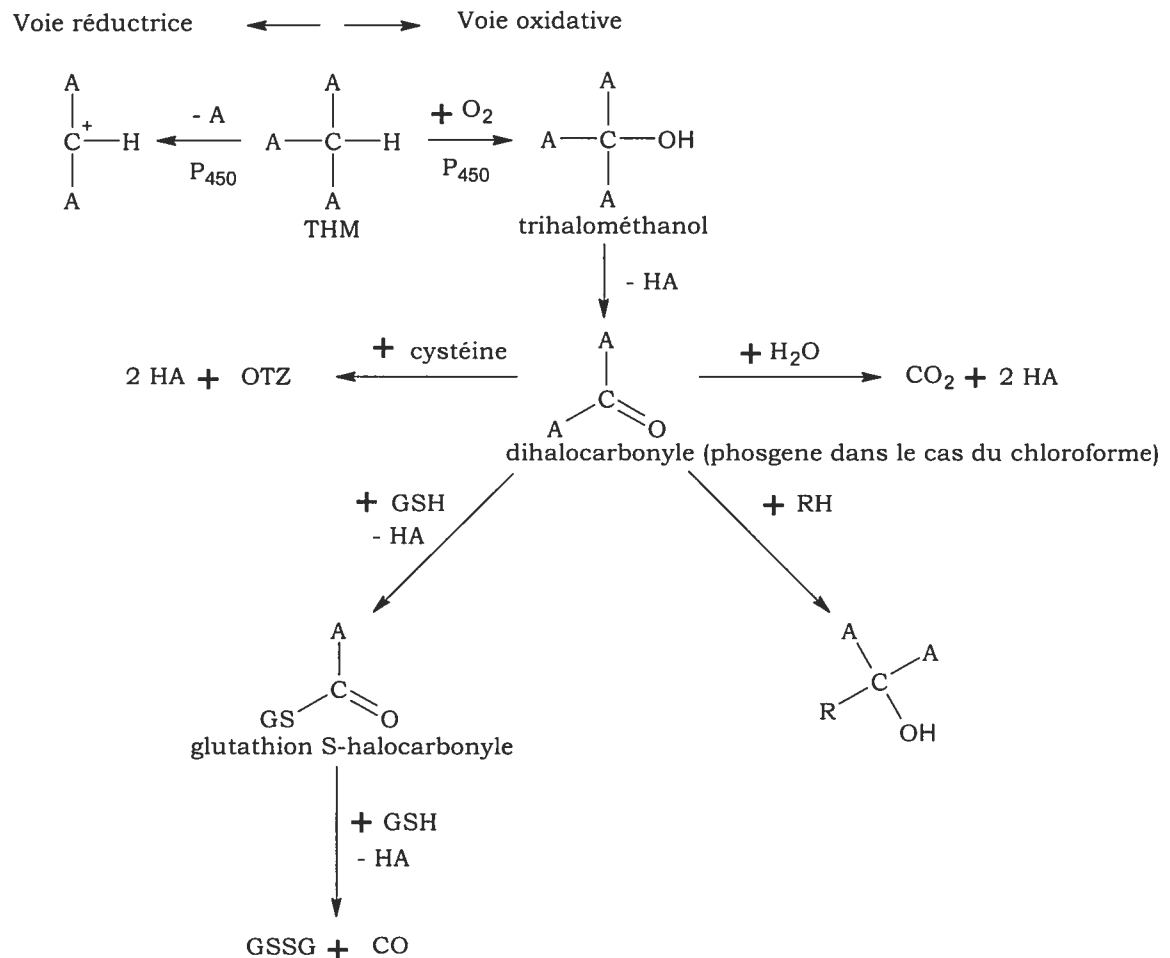 Voie réductrice Voie oxidative
A A A
- A + O2
C+ H A C H A C OH
P450 P450
A A A
THM trihalométhanol
- HA
A
+ cystéine + H2O
2 HA + OTZ C CO2 + 2 HA
A O
dihalocarbonyle (phosgene dans le cas du chloroforme)
+ GSH + RH
- HA
A A A
C C
GS O R OH
glutathion S-halocarbonyle
+ GSH
- HA
GSSG + CO